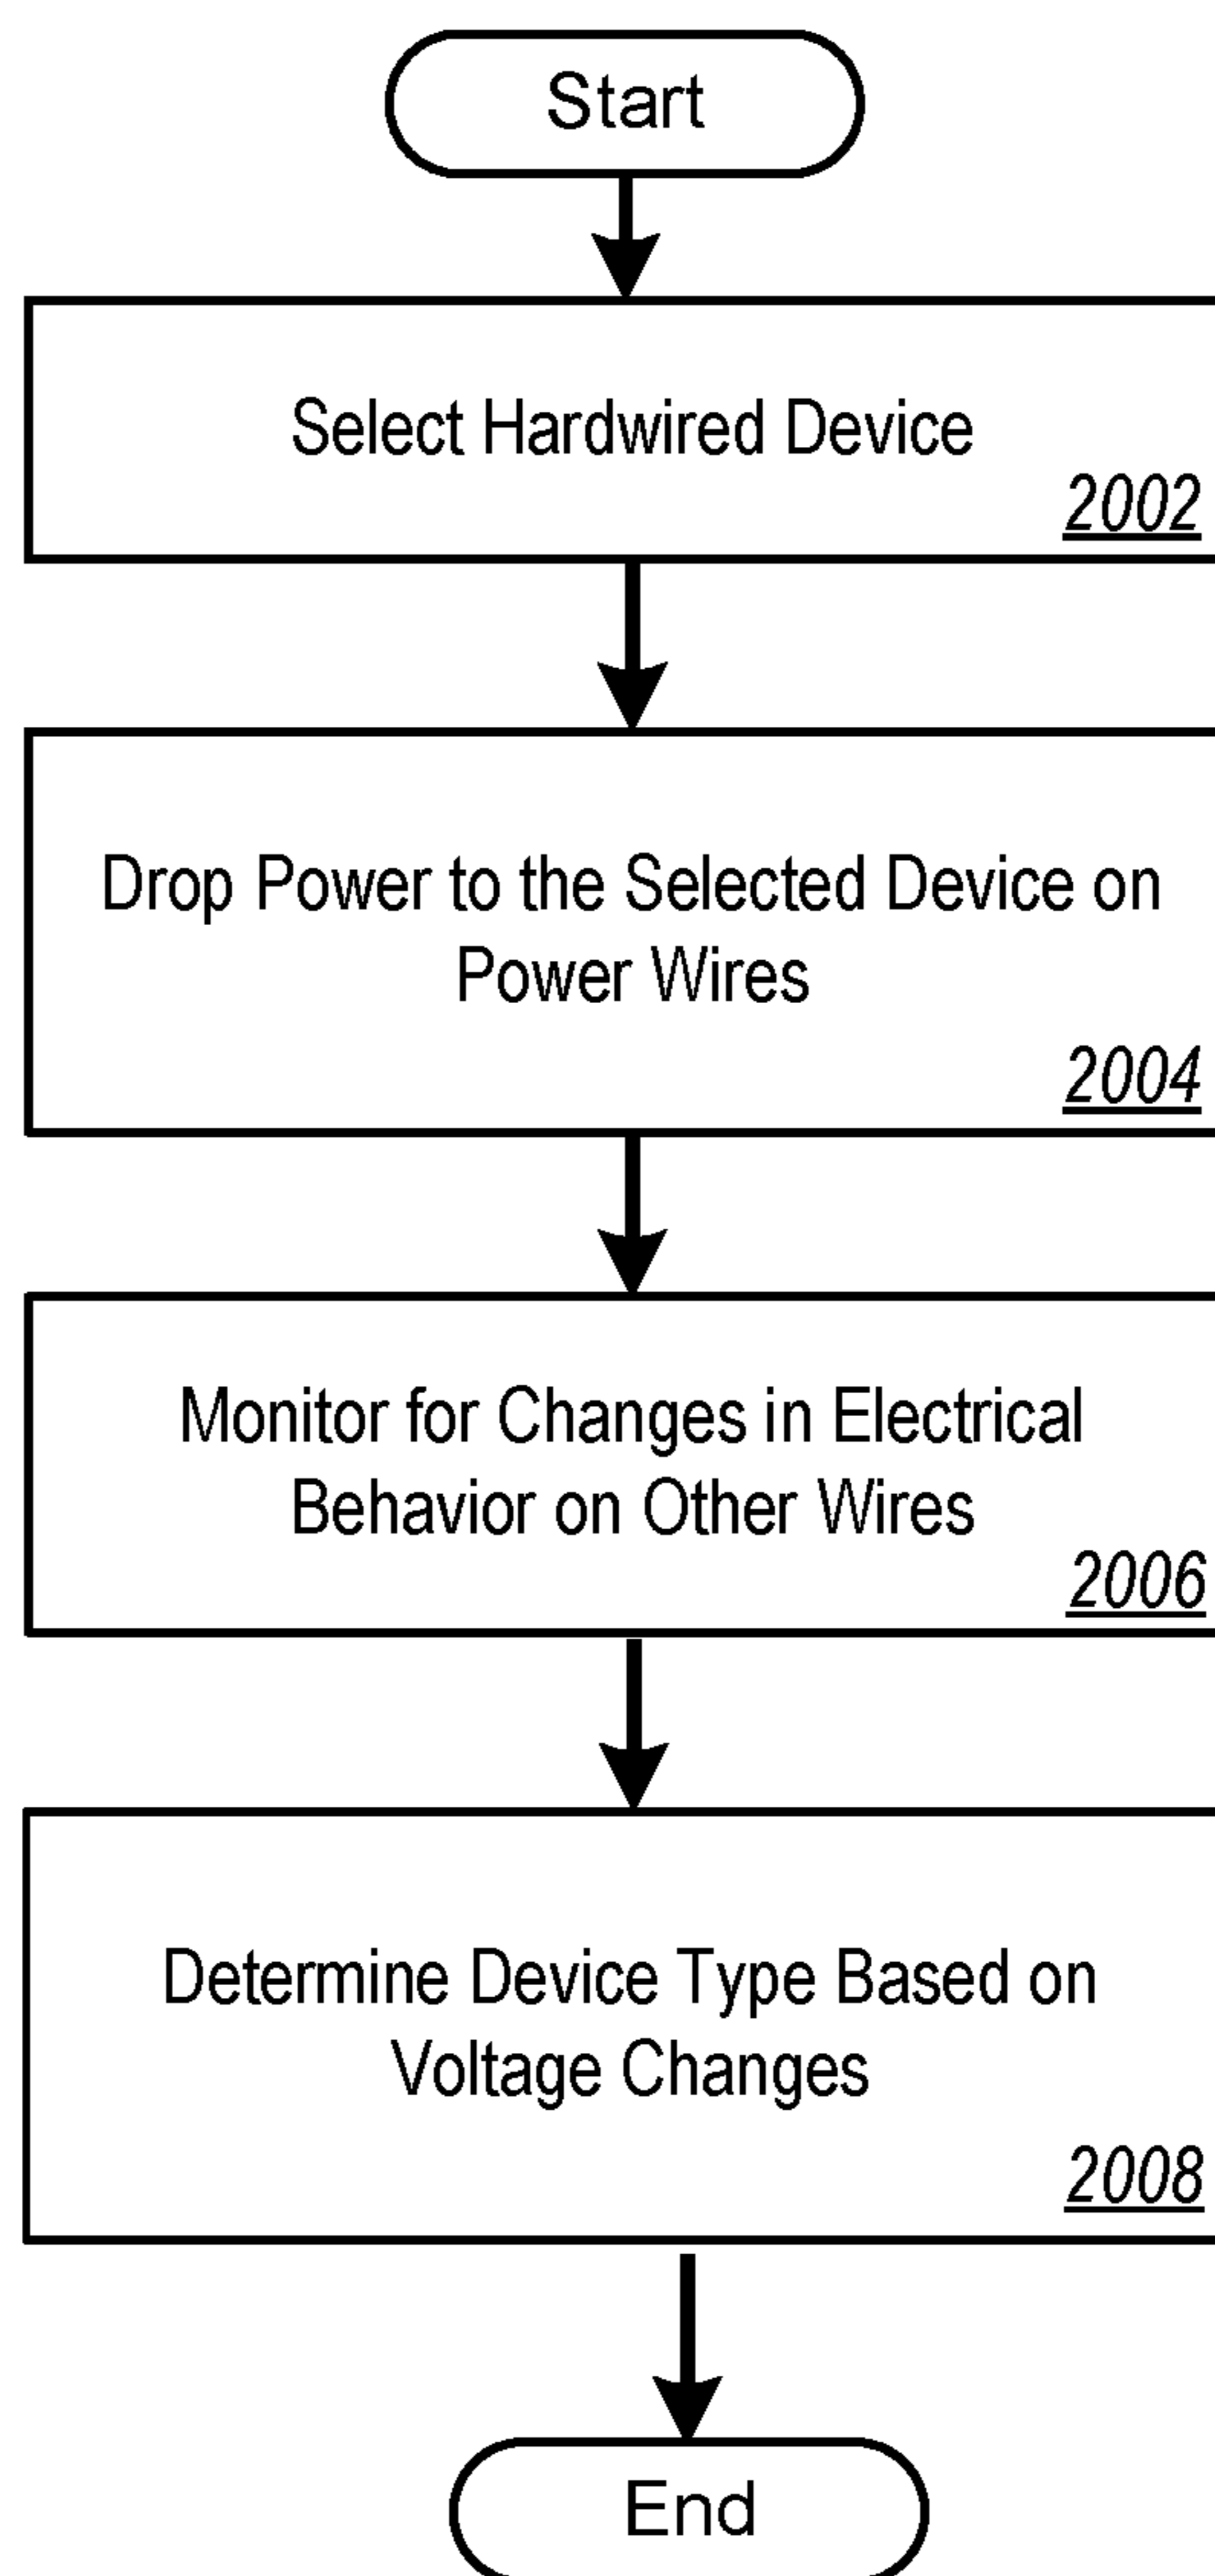 Start
Select Hardwired Device
2002
Drop Power to the Selected Device on
Power Wires
2004
Monitor for Changes in Electrical
Behavior on Other Wires
2006
Determine Device Type Based on
Voltage Changes
2008
End